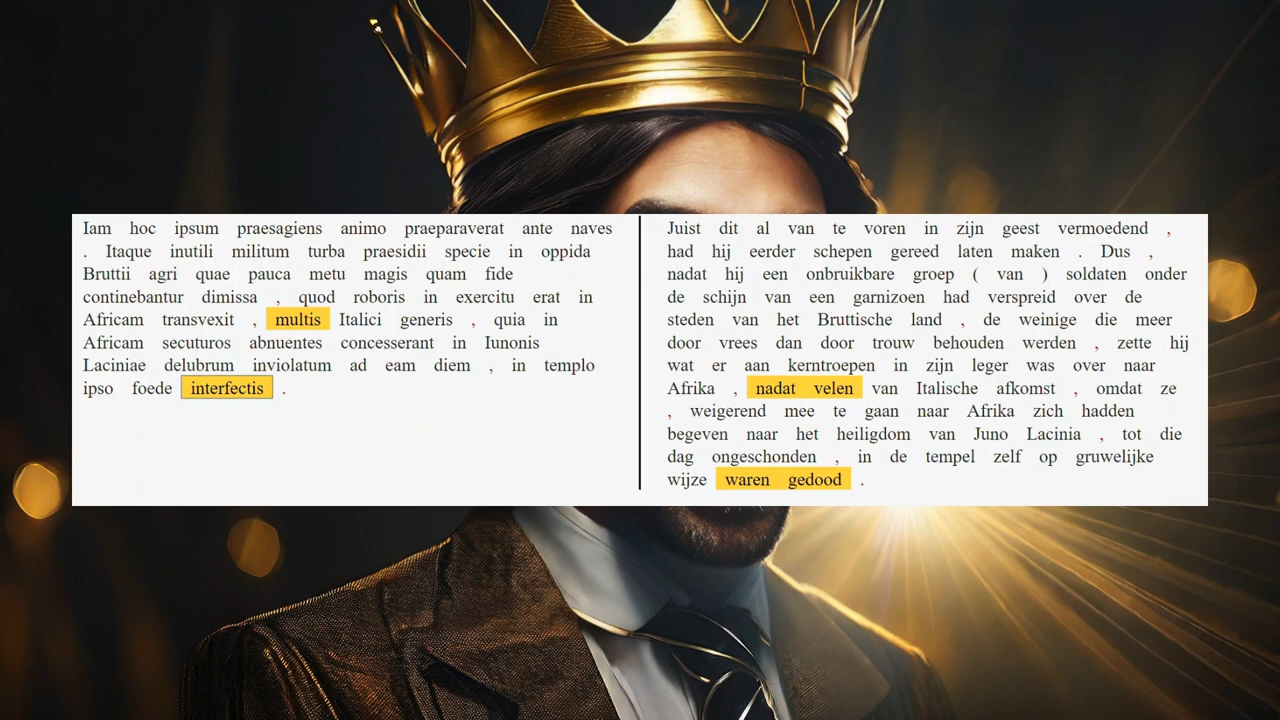 Iam hoc ipsum praesagiens animo praeparaverat ante naves
. Itaque inutili militum turba praesidii specie in oppida
Bruttii agri quae pauca metu magis quam fide
continebantur dimissa , quod roboris in exercitu erat in
Africam transvexit , multis Italici generis , quia in
Africam secuturos abnuentes concesserant in Iunonis
Laciniae delubrum inviolatum ad eam diem , in templo
ipso foede interfectis .
Juist dit al van te voren in zijn geest vermoedend ,
had hij eerder schepen gereed laten maken . Dus ,
nadat hij een onbruikbare groep ( van ) soldaten onder
de schijn van een garnizoen had verspreid over de
steden van het Bruttische land , de weinige die meer
door vrees dan door trouw behouden werden , zette hij
wat er aan kerntroepen in zijn leger was over naar
Afrika , nadat velen van Italische afkomst , omdat ze
, weigerend mee te gaan naar Afrika zich hadden
begeven naar het heiligdom van Juno Lacinia , tot die
dag ongeschonden , in de tempel zelf op gruwelijke
wijze waren gedood .